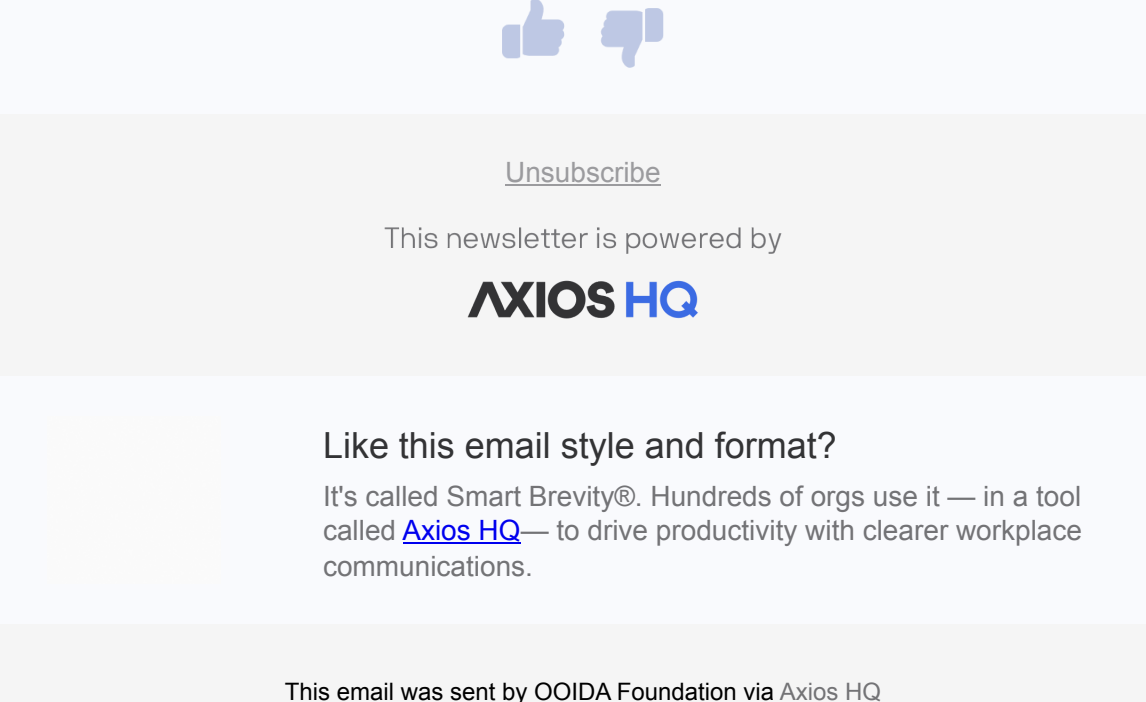 Unsubscribe
This newsletter is powered by
AXIOS HQ
Like this email style and format?
It's called Smart Brevity®. Hundreds of orgs use it — in a tool
called Axios HQ— to drive productivity with clearer workplace
communications.
This email was sent by OOIDA Foundation via Axios HQ